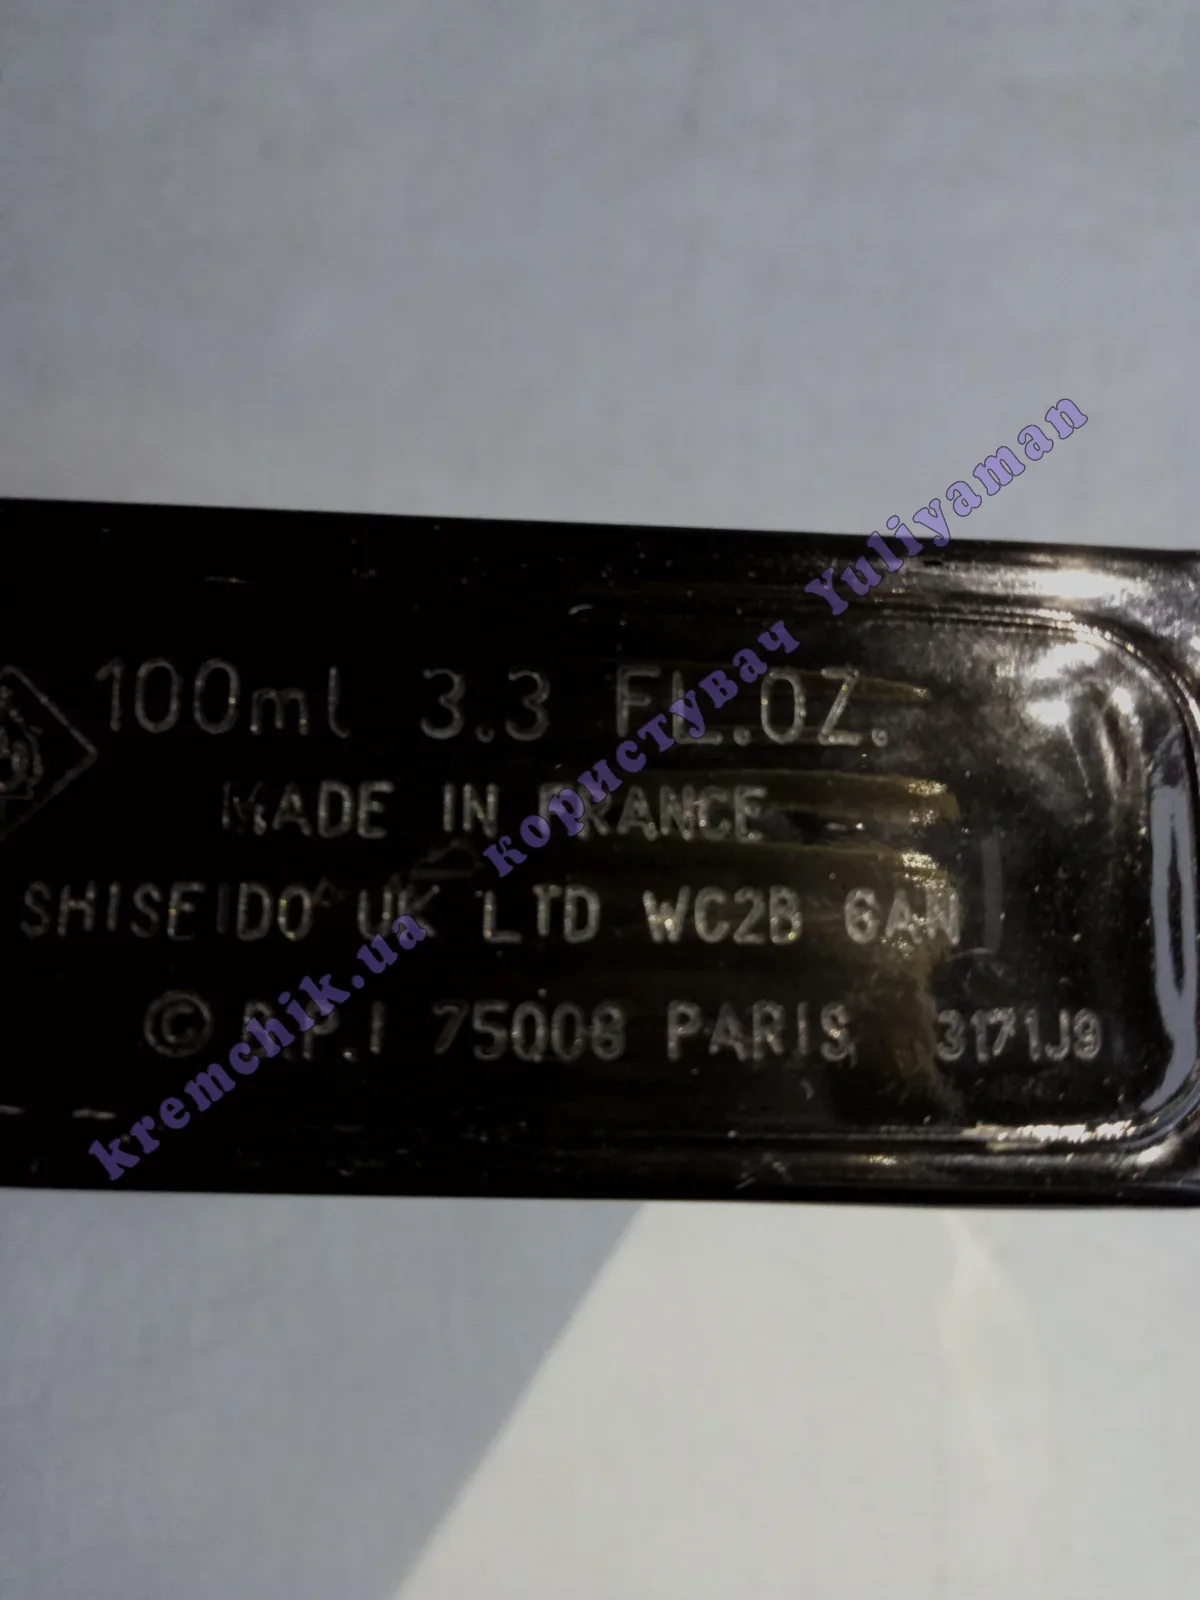 100ml 3.3 FL.OZ.
MADE IN FRANCE
SHISEIDO UK LTD WC2B 6AN
© B.P.I 75008 PARIS 3171J9
kremchik.ua користувач Yuliyaman